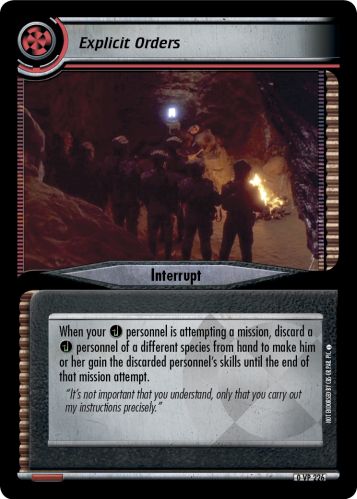 Explicit Orders
Interrupt
When your personnel is attempting a mission, discard a
personnel of a different species from hand to make him
or her gain the discarded personnel's skills until the end
of that mission attempt.
"It's not important that you understand, only that you carry out
my instructions precisely."
NOT ENDORSED BY CBS OR PAR. PIC.
0 VP 226